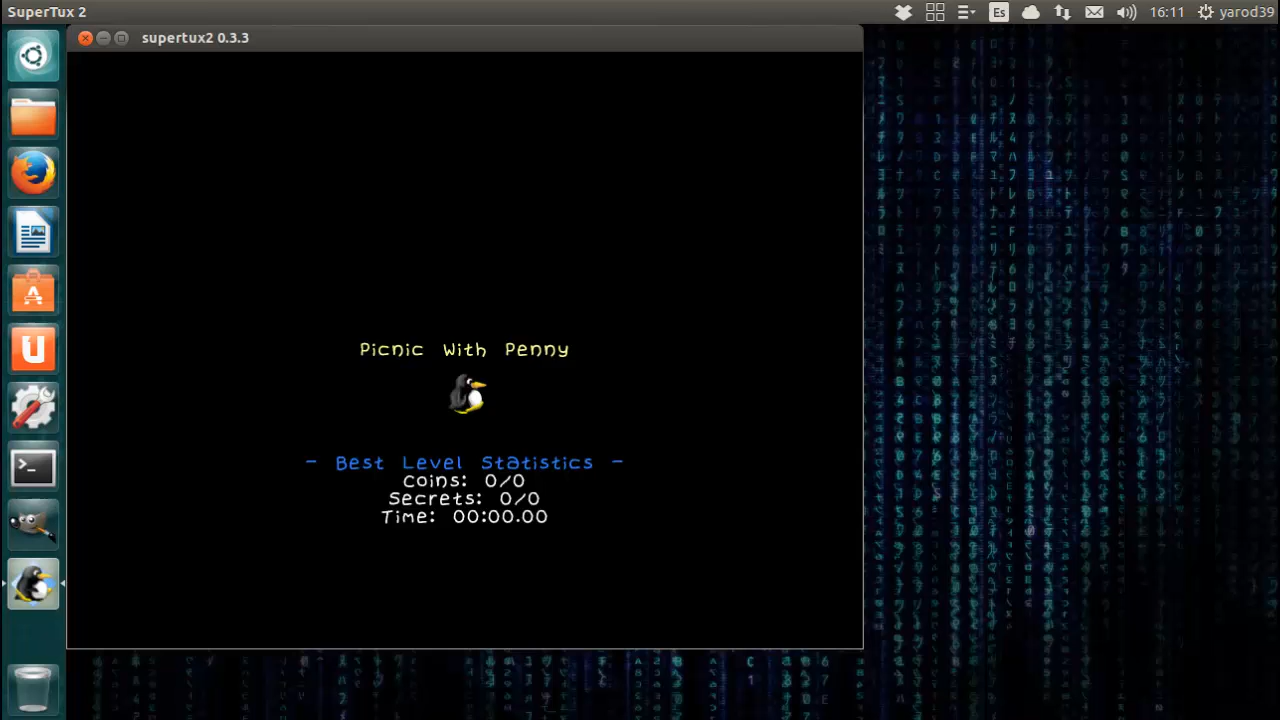 SuperTux 2
Es
16:11
yarod39
supertux2 0.3.3
Picnic With Penny
- Best Level Statistics -
Coins: 0/0
Secrets: 0/0
Time: 00:00.00